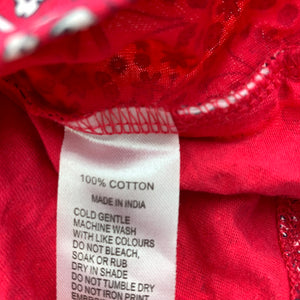 100% COTTON
MADE IN INDIA
COLD GENTLE
MACHINE WASH
WITH LIKE COLOURS
DO NOT BLEACH,
SOAK OR RUB
DRY IN SHADE
DO NOT TUMBLE DRY
DO NOT IRON PRINT